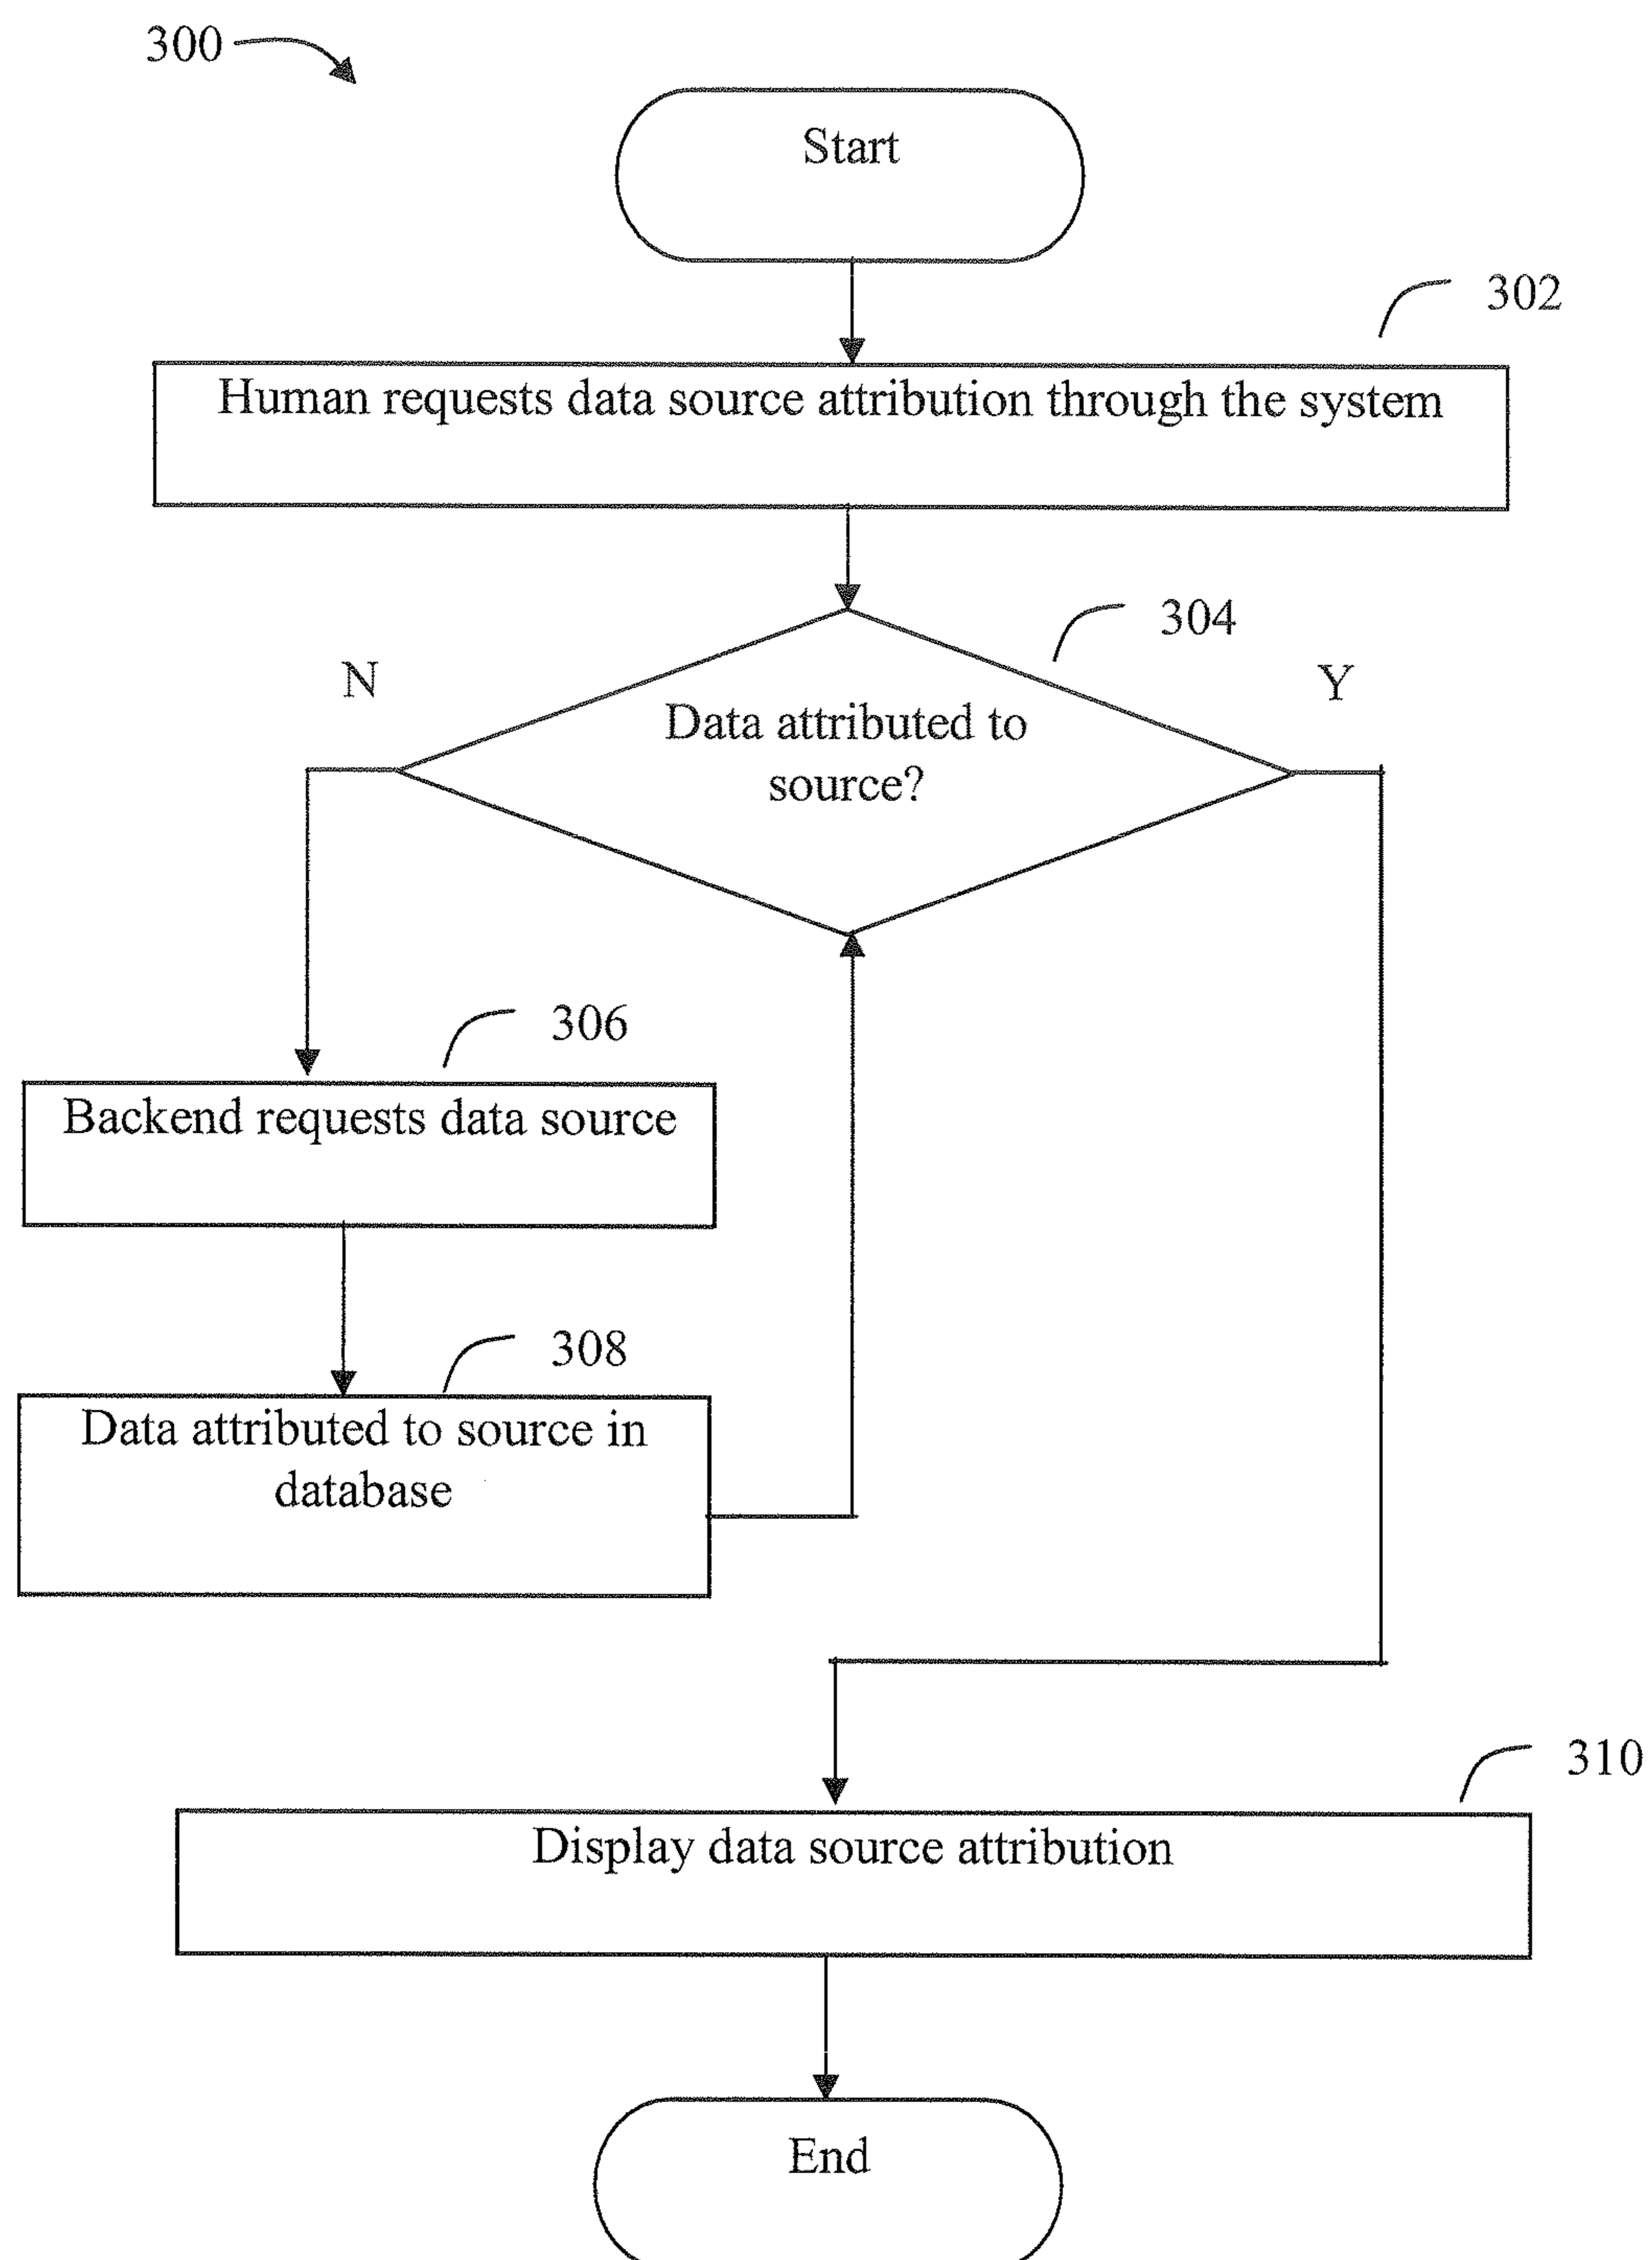 300
Start
302
Human requests data source attribution through the system
304
N
Y
Data attributed to
source?
306
Backend requests data source
308
Data attributed to source in
database
310
Display data source attribution
End